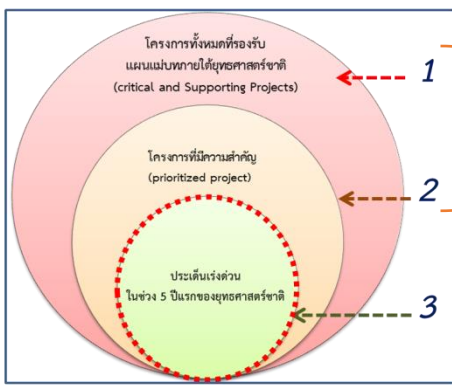 โครงการทั้งหมดที่รองรับ
แผนแม่บทภายใต้ยุทธศาสตร์ชาติ
(critical and Supporting Projects)
1
โครงการที่มีความสำคัญ
(prioritized project)
2
ประเด็นเร่งด่วน
ในช่วง 5 ปีแรกของยุทธศาสตร์ชาติ
3